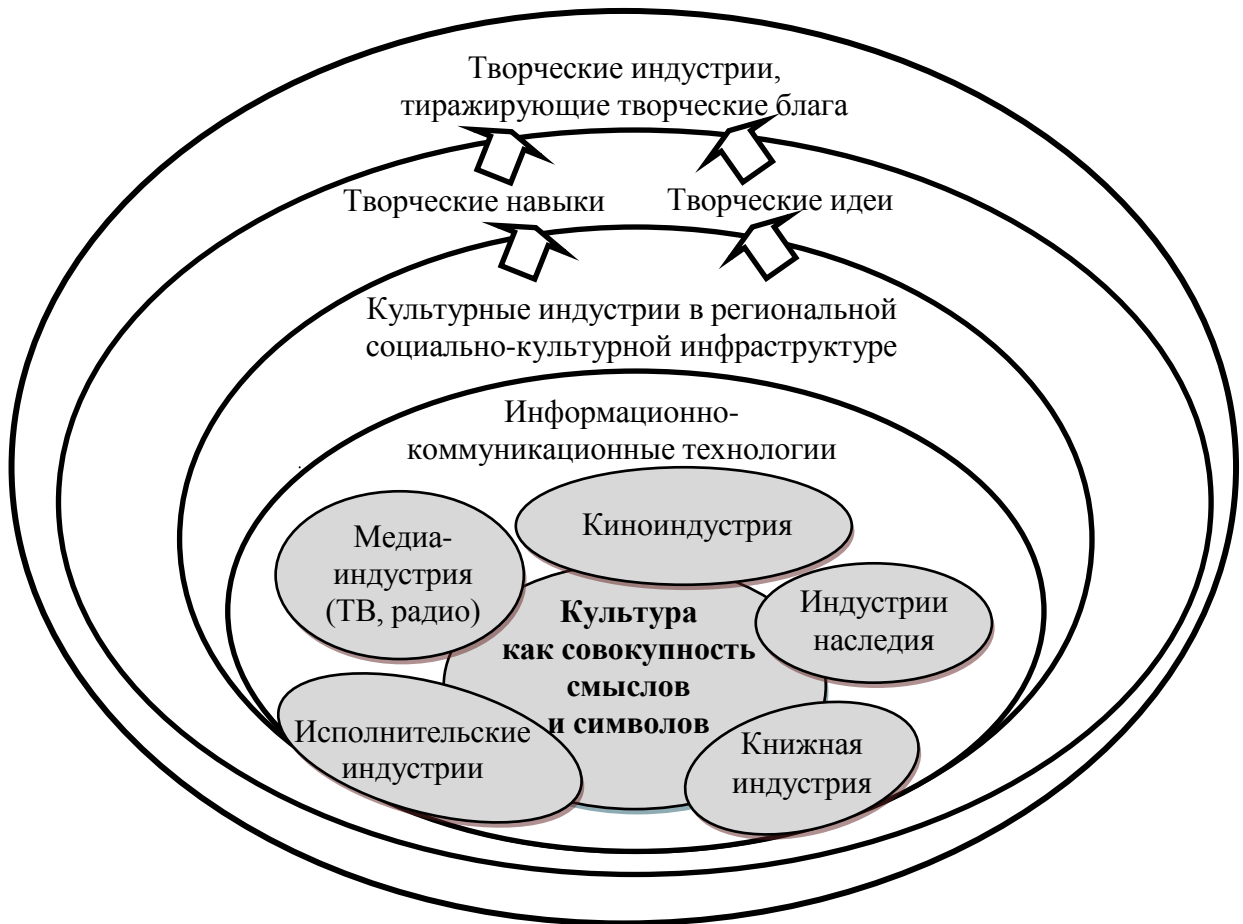 Творческие индустрии,
тиражирующие творческие блага
Творческие навыки
Творческие идеи
Культурные индустрии в региональной
социально-культурной инфраструктуре
Информационно-
коммуникационные технологии
Киноиндустрия
Медиа-
индустрия
(ТВ, радио)
Индустрии
наследия
Культура
как совокупность
смыслов
и символов
Исполнительские
индустрии
Книжная
индустрия